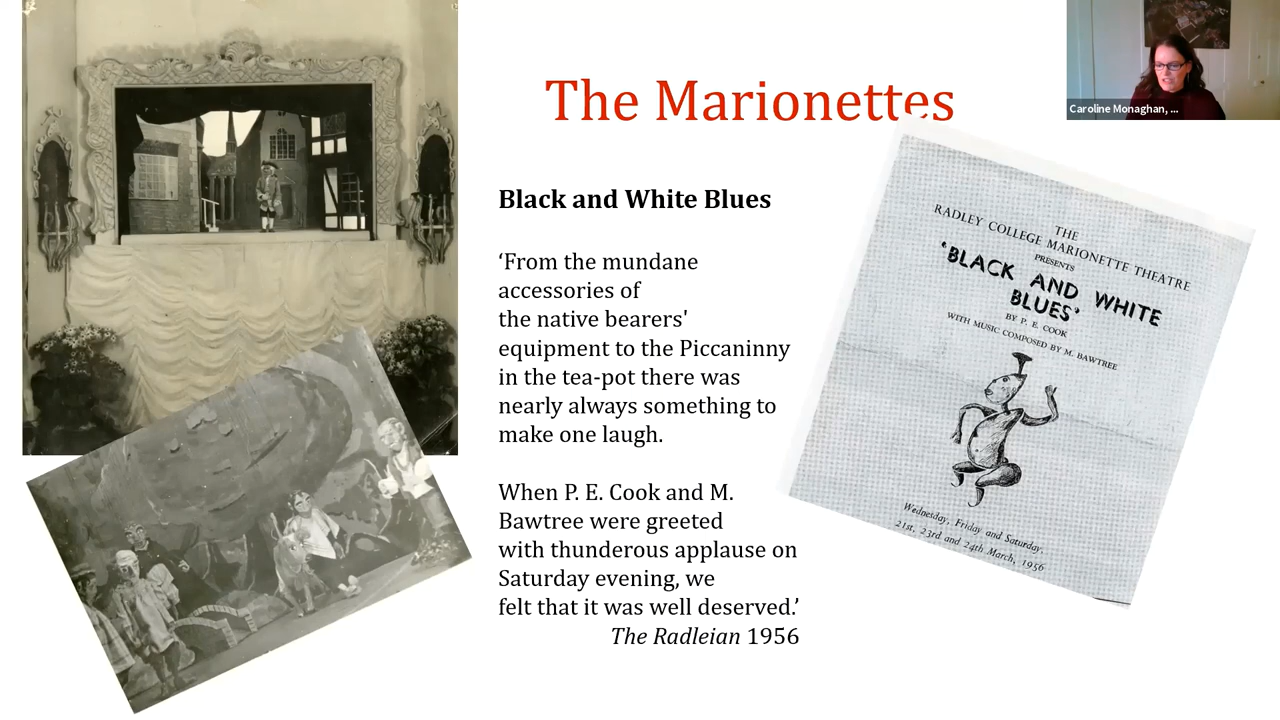 The Marionettes
Caroline Monaghan, ...
Black and White Blues
‘From the mundane
accessories of
the native bearers'
equipment to the Piccaninny
in the tea-pot there was
nearly always something to
make one laugh.
When P. E. Cook and M.
Bawtree were greeted
with thunderous applause on
Saturday evening, we
felt that it was well deserved.’
The Radleian 1956
THE
RADLEY COLLEGE MARIONETTE THEATRE
PRESENTS
‘BLACK AND WHITE
BLUES’
BY P. E. COOK
WITH MUSIC COMPOSED BY M. BAWTREE
Wednesday, Friday and Saturday,
21st, 23rd and 24th March, 1956